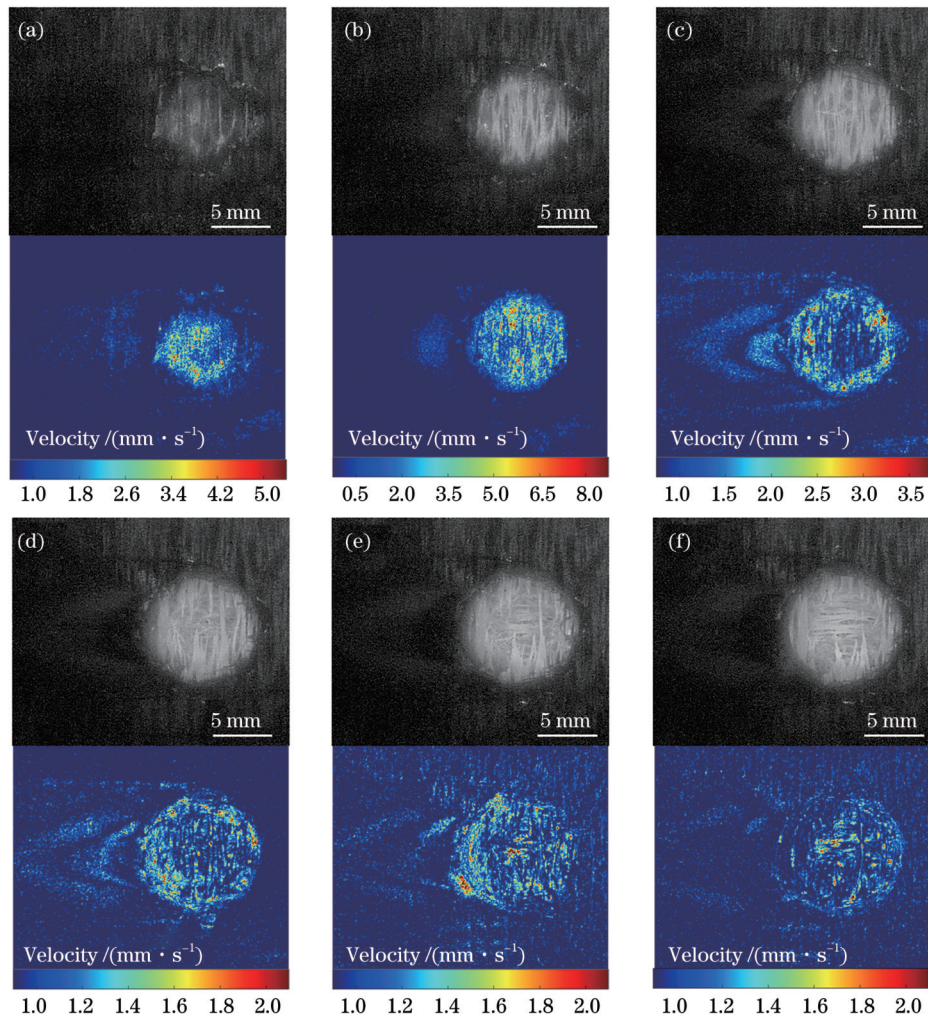 (a) (b) (c)
5 mm 5 mm 5 mm
Velocity /(mm · s⁻¹) Velocity /(mm · s⁻¹) Velocity /(mm · s⁻¹)
1.0 1.8 2.6 3.4 4.2 5.0 0.5 2.0 3.5 5.0 6.5 8.0 1.0 1.5 2.0 2.5 3.0 3.5
(d) (e) (f)
5 mm 5 mm 5 mm
Velocity /(mm · s⁻¹) Velocity /(mm · s⁻¹) Velocity /(mm · s⁻¹)
1.0 1.2 1.4 1.6 1.8 2.0 1.0 1.2 1.4 1.6 1.8 2.0 1.0 1.2 1.4 1.6 1.8 2.0